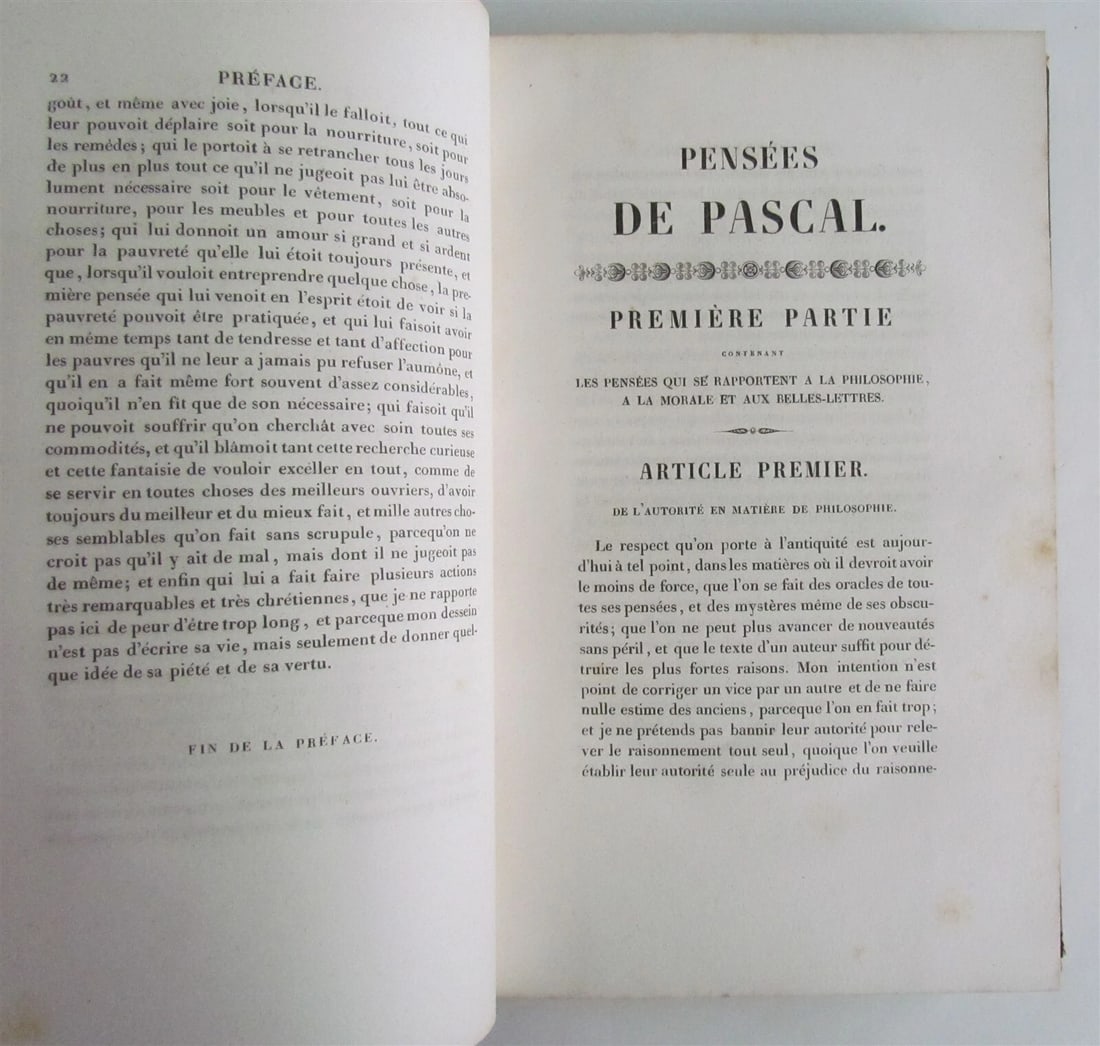 22
PRÉFACE.
goût, et même avec joie, lorsqu'il le falloit, tout ce qui
leur pouvoit déplaire soit pour la nourriture, soit pour
les remèdes; qui le portoit à se retrancher tous les jours
de plus en plus tout ce qu'il ne jugeoit pas lui être abso-
lument nécessaire soit pour le vêtement, soit pour la
nourriture, pour les meubles et pour toutes les autres
choses; qui lui donnoit un amour si grand et si ardent
pour la pauvreté qu'elle lui étoit toujours présente, et
que, lorsqu'il vouloit entreprendre quelque chose, la pre-
mière pensée qui lui venoit en l'esprit étoit de voir si la
pauvreté pouvoit être pratiquée, et qui lui faisoit avoir
en même temps tant de tendresse et tant d'affection pour
les pauvres qu'il ne leur a jamais pu refuser l'aumône, et
qu'il en a fait même fort souvent d'assez considérables,
quoiqu'il n'en fit que de son nécessaire; qui faisoit qu'il
ne pouvoit souffrir qu'on cherchât avec soin toutes ses
commodités, et qu'il blâmoit tant cette recherche curieuse
et cette fantaisie de vouloir excéller en tout, comme de
se servir en toutes choses des meilleurs ouvriers, d'avoir
toujours du meilleur et du mieux fait, et mille autres cho-
ses semblables qu'on fait sans scrupule, parcequ'on ne
croit pas qu'il y ait de mal, mais dont il ne jugeoit pas
de même; et enfin qui lui a fait faire plusieurs actions
très remarquables et très chrétiennes, que je ne rapporte
pas ici de peur d'être trop long, et parceque mon dessein
n'est pas d'écrire sa vie, mais seulement de donner quel-
que idée de sa piété et de sa vertu.
FIN DE LA PRÉFACE.
PENSÉES
DE PASCAL.
PREMIÈRE PARTIE
CONTENANT
LES PENSÉES QUI SE RAPPORTENT A LA PHILOSOPHIE,
A LA MORALE ET AUX BELLES-LETTRES.
ARTICLE PREMIER.
DE L'AUTORITÉ EN MATIÈRE DE PHILOSOPHIE.
Le respect qu'on porte à l'antiquité est aujour-
d'hui à tel point, dans les matières où il devroit avoir
le moins de force, que l'on se fait des oracles de tou-
tes ses pensées, et des mystères même de ses obscu-
rités; que l'on ne peut plus avancer de nouveautés
sans péril, et que le texte d'un auteur suffit pour dé-
truire les plus fortes raisons. Mon intention n'est
point de corriger un vice par un autre et de ne faire
nulle estime des anciens, parceque l'on en fait trop;
et je ne prétends pas bannir leur autorité pour rele-
ver le raisonnement tout seul, quoique l'on veuille
établir leur autorité seule au préjudice du raisonne-